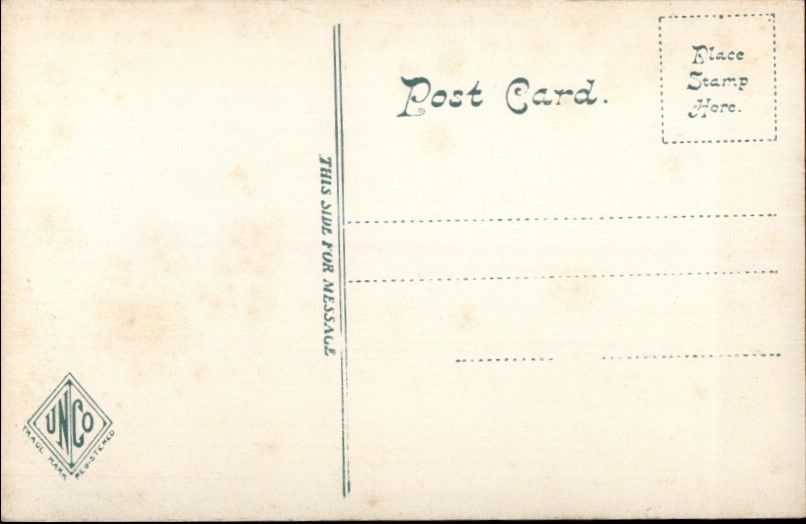 Post Card.
Place
Stamp
Here.
THIS SIDE FOR MESSAGE
UNCO
TRADE MARK REGISTERED